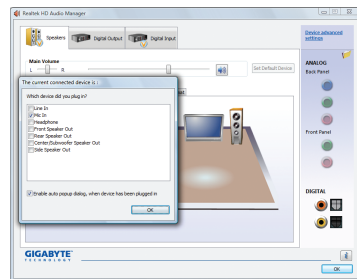 Realtek HD Audio Manager
Speakers
Digital Output
Digital Input
Device advanced settings
Main Volume
L
R
Set Default Device
ANALOG
Back Panel
The current connected device is :
Which device did you plug in?
Line In
Mic In
Headphone
Front Speaker Out
Rear Speaker Out
Center/Subwoofer Speaker Out
Side Speaker Out
Enable auto popup dialog, when device has been plugged in
OK
Front Panel
DIGITAL
GIGABYTE
TECHNOLOGY
OK